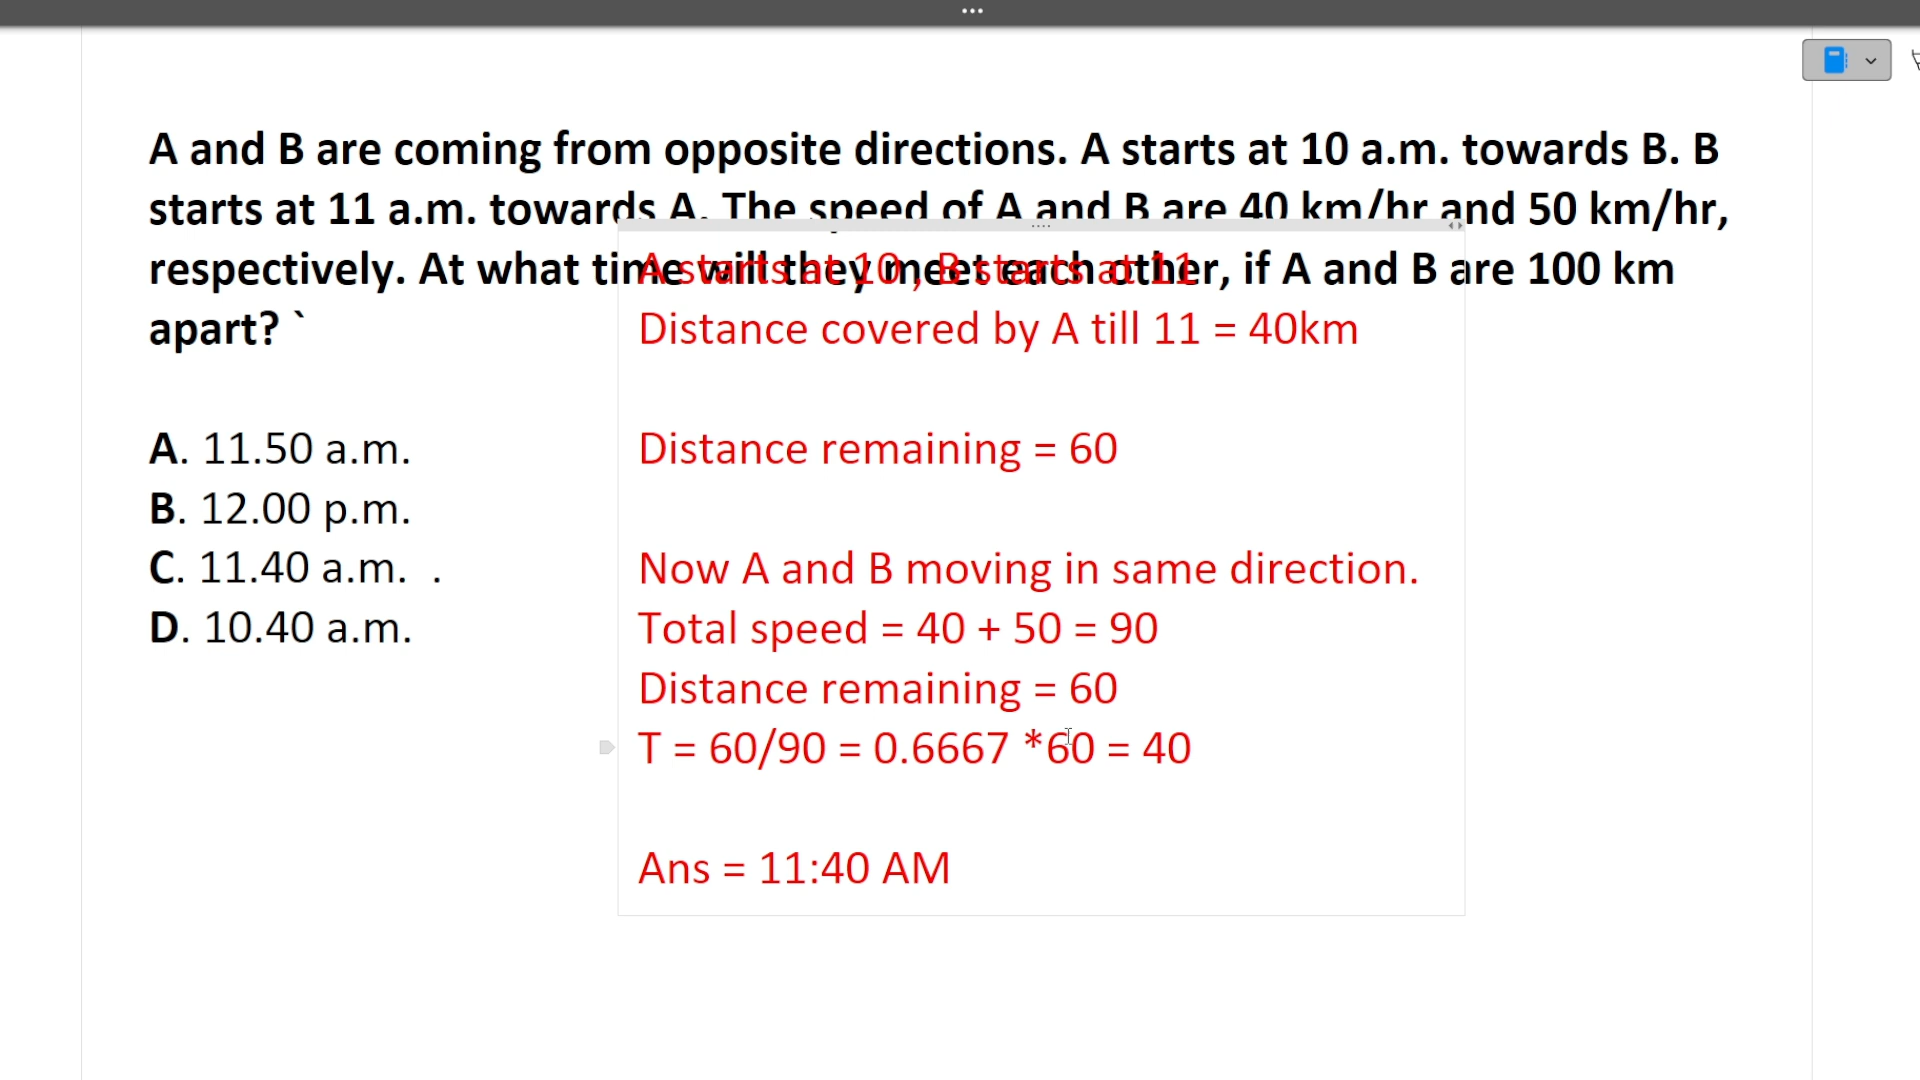 A and B are coming from opposite directions. A starts at 10 a.m. towards B. B
starts at 11 a.m. towards A. The speed of A and B are 40 km/hr and 50 km/hr,
respectively. At what time will they meet each other, if A and B are 100 km
apart? `
A. 11.50 a.m.
B. 12.00 p.m.
C. 11.40 a.m. .
D. 10.40 a.m.
A starts at 10 , B starts at 11
Distance covered by A till 11 = 40km
Distance remaining = 60
Now A and B moving in same direction.
Total speed = 40 + 50 = 90
Distance remaining = 60
T = 60/90 = 0.6667 *60 = 40
Ans = 11:40 AM